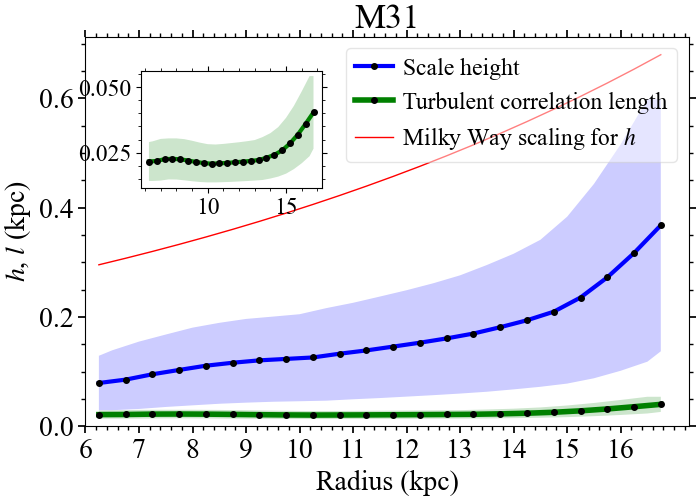 M31
Scale height
Turbulent correlation length
Milky Way scaling for h
0.050
0.025
10 15
h, l (kpc)
0.6
0.4
0.2
0.0
6 7 8 9 10 11 12 13 14 15 16
Radius (kpc)